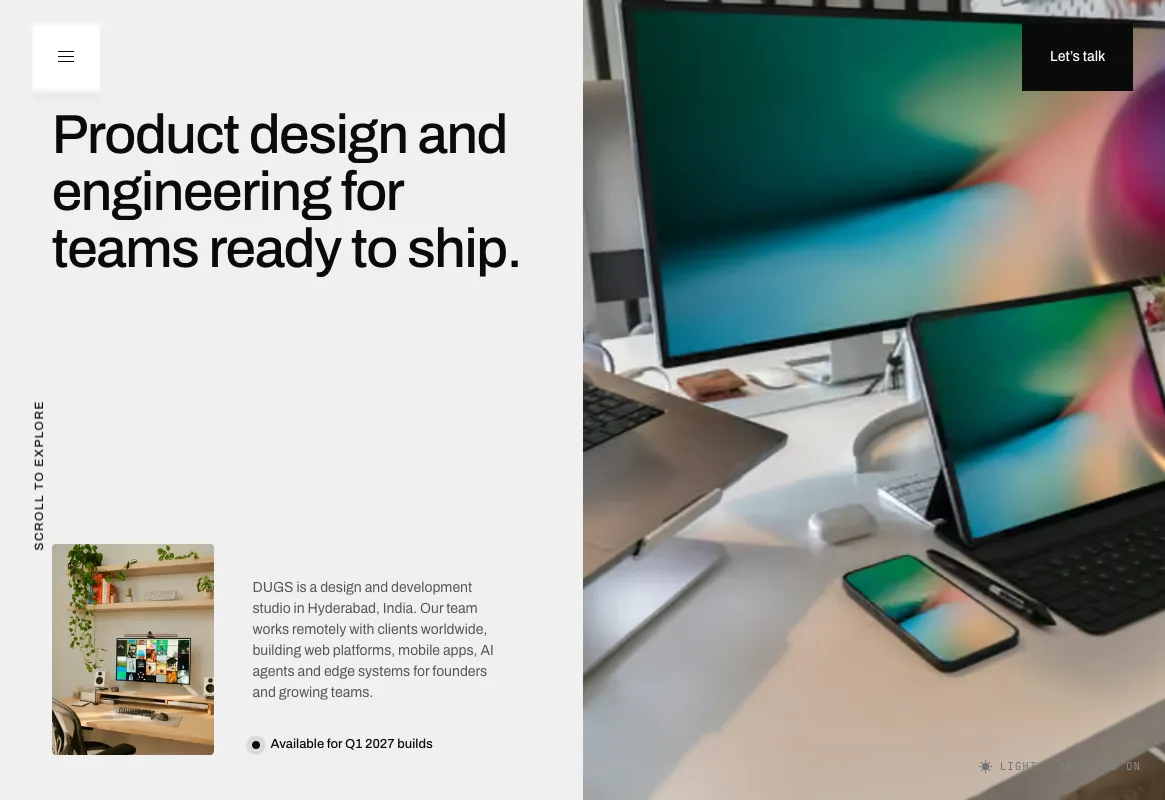 Let's talk
Product design and
engineering for
teams ready to ship.
SCROLL TO EXPLORE
DUGS is a design and development
studio in Hyderabad, India. Our team
works remotely with clients worldwide,
building web platforms, mobile apps, AI
agents and edge systems for founders
and growing teams.
Available for Q1 2027 builds
LIGHT
ON